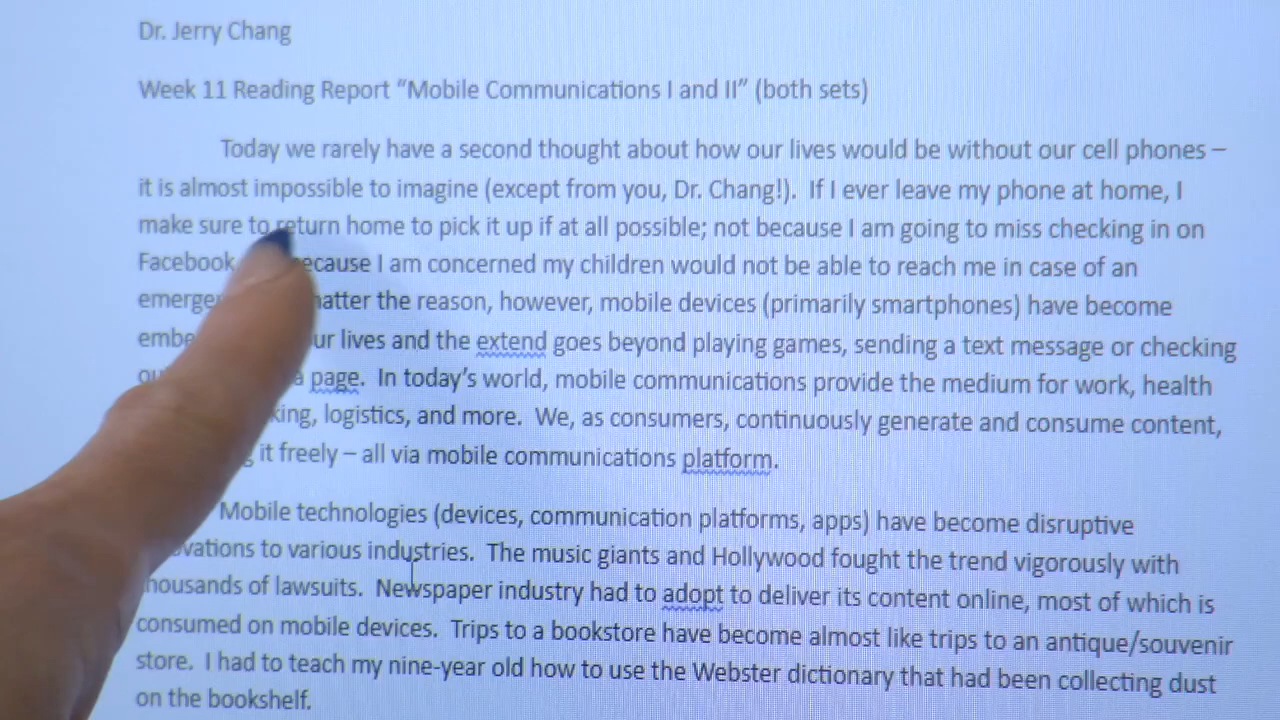 Dr. Jerry Chang
Week 11 Reading Report “Mobile Communications I and II” (both sets)
Today we rarely have a second thought about how our lives would be without our cell phones –
it is almost impossible to imagine (except from you, Dr. Chang!). If I ever leave my phone at home, I
make sure to return home to pick it up if at all possible; not because I am going to miss checking in on
Facebook because I am concerned my children would not be able to reach me in case of an
matter the reason, however, mobile devices (primarily smartphones) have become
our lives and the extend goes beyond playing games, sending a text message or checking
a page. In today’s world, mobile communications provide the medium for work, health
logistics, and more. We, as consumers, continuously generate and consume content,
it freely – all via mobile communications platform.
Mobile technologies (devices, communication platforms, apps) have become disruptive
to various industries. The music giants and Hollywood fought the trend vigorously with
thousands of lawsuits. Newspaper industry had to adopt to deliver its content online, most of which is
consumed on mobile devices. Trips to a bookstore have become almost like trips to an antique/souvenir
store. I had to teach my nine-year old how to use the Webster dictionary that had been collecting dust
on the bookshelf.